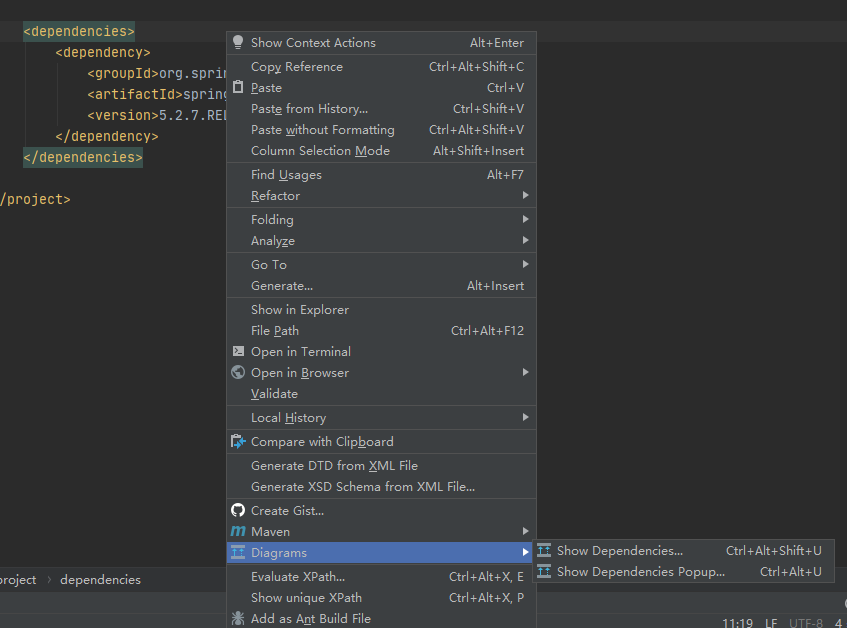 <dependencies>
<dependency>
<groupId>org.sprin
<artifactId>spring
<version>5.2.7.REL
</dependency>
</dependencies>
/project>
Show Context Actions Alt+Enter
Copy Reference Ctrl+Alt+Shift+C
Paste Ctrl+V
Paste from History... Ctrl+Shift+V
Paste without Formatting Ctrl+Alt+Shift+V
Column Selection Mode Alt+Shift+Insert
Find Usages Alt+F7
Refactor
Folding
Analyze
Go To
Generate... Alt+Insert
Show in Explorer
File Path Ctrl+Alt+F12
Open in Terminal
Open in Browser
Validate
Local History
Compare with Clipboard
Generate DTD from XML File
Generate XSD Schema from XML File...
Create Gist...
Maven
Diagrams
Evaluate XPath... Ctrl+Alt+X, E
Show unique XPath Ctrl+Alt+X, P
Add as Ant Build File
Show Dependencies... Ctrl+Alt+Shift+U
Show Dependencies Popup... Ctrl+Alt+U
project dependencies
11:19 LF UTF-8 4